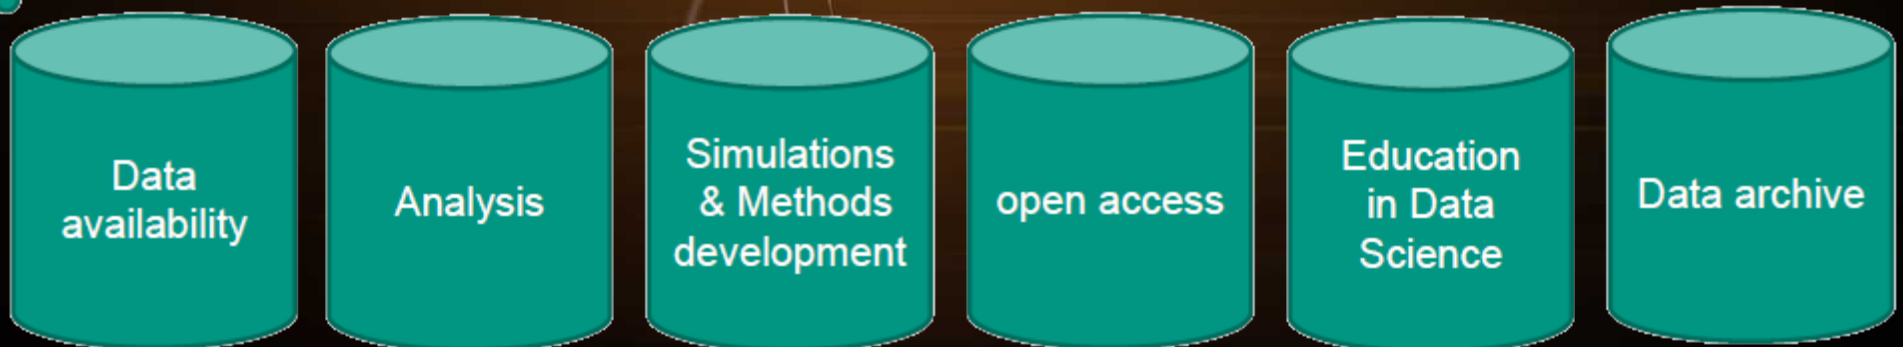 Data
availability
Analysis
Simulations
& Methods
development
open access
Education
in Data
Science
Data archive